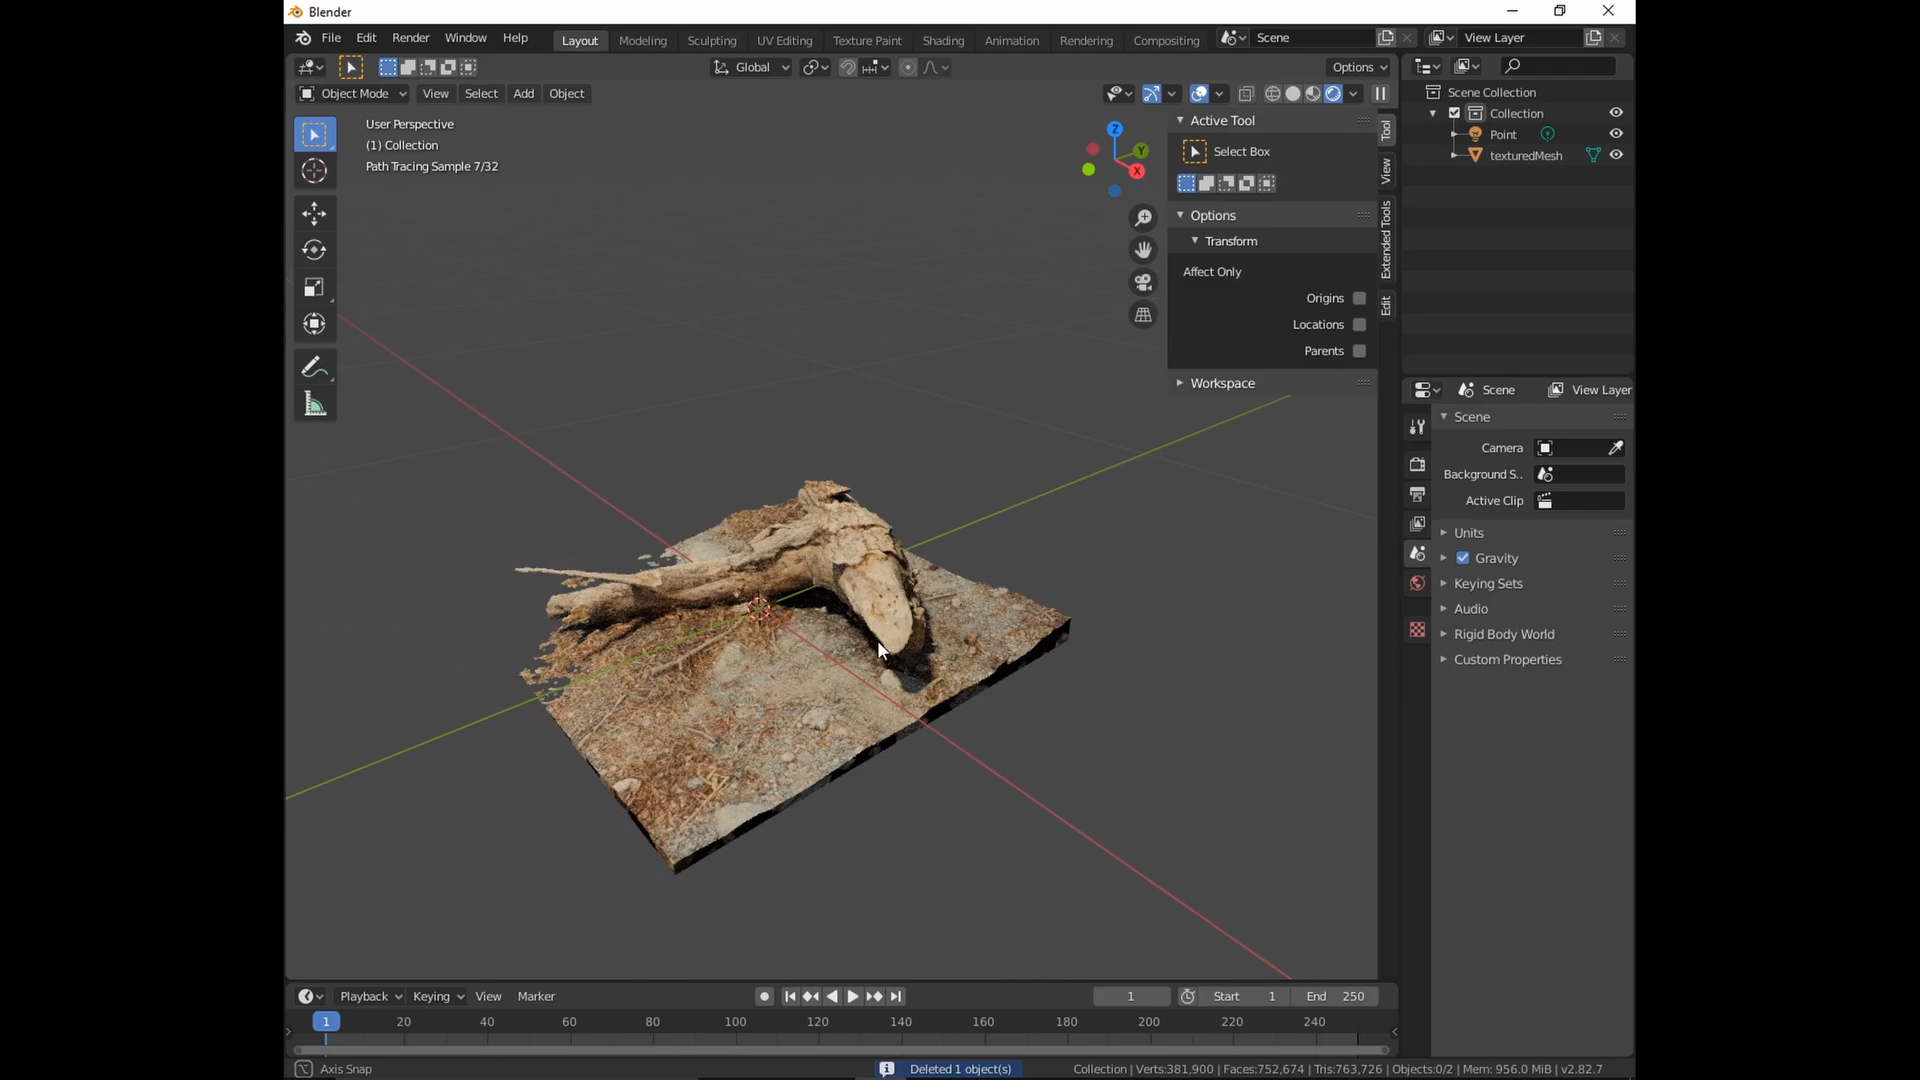 Blender
File Edit Render Window Help Layout Modeling Sculpting UV Editing Texture Paint Shading Animation Rendering Compositing Scene View Layer
Global Options
Object Mode View Select Add Object
User Perspective
(1) Collection
Path Tracing Sample 7/32
Z
Y
X
Active Tool
Select Box
Options
Transform
Affect Only
Origins
Locations
Parents
Workspace
Tool
View
Extended Tools
Edit
Scene Collection
Collection
Point
texturedMesh
Scene View Layer
Scene
Camera
Background S..
Active Clip
Units
Gravity
Keying Sets
Audio
Rigid Body World
Custom Properties
Playback Keying View Marker 1 Start 1 End 250
1 20 40 60 80 100 120 140 160 180 200 220 240
Axis Snap Deleted 1 object(s) Collection | Verts:381,900 | Faces:752,674 | Tris:763,726 | Objects:0/2 | Mem: 956.0 MiB | v2.82.7